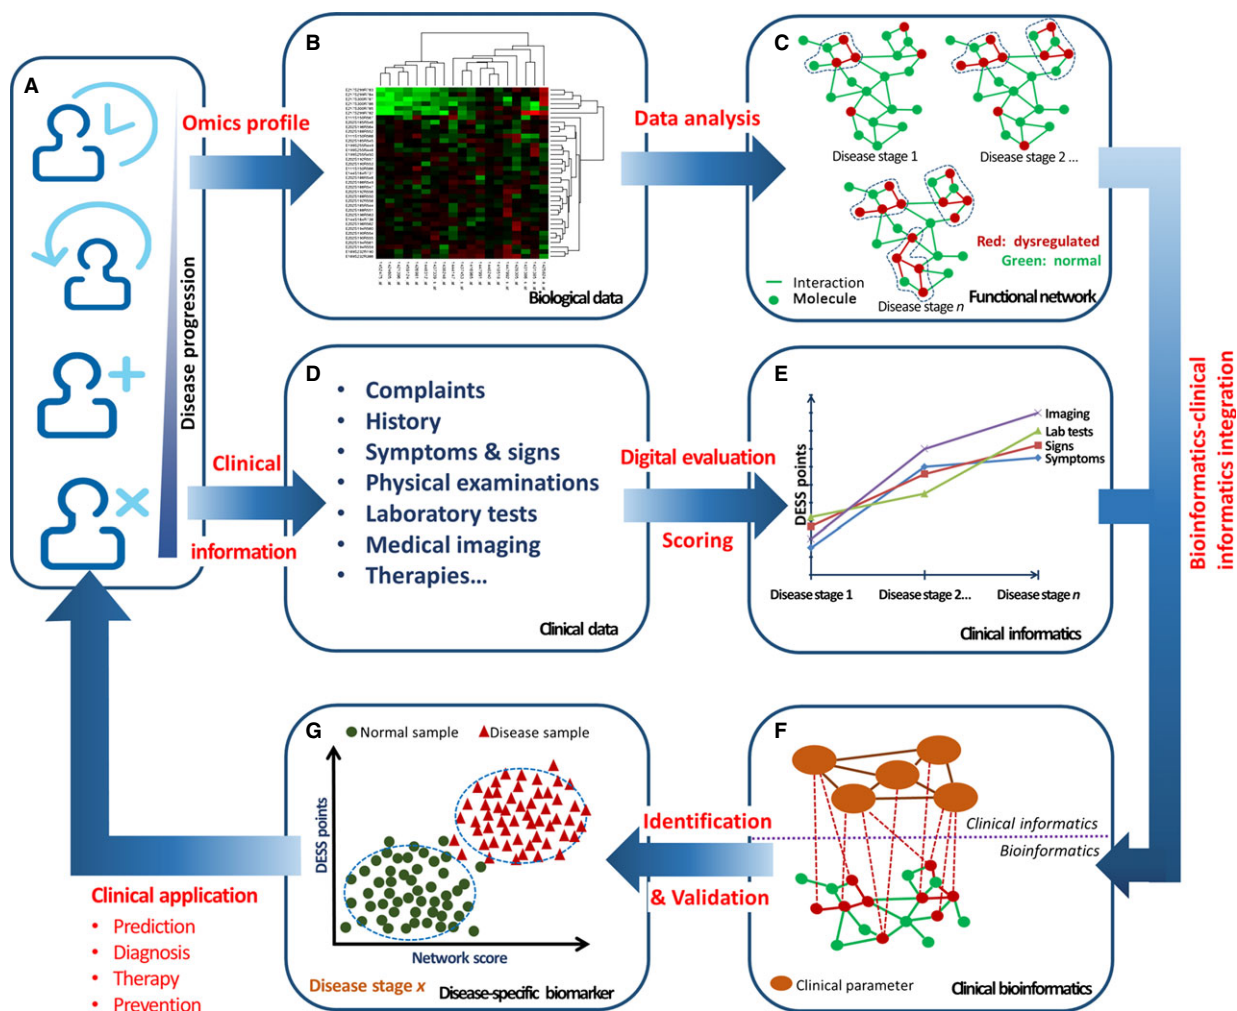 A
Disease progression
Omics profile
B
Biological data
Data analysis
C
Disease stage 1
Disease stage 2 ...
Red: dysregulated
Green: normal
Interaction
Molecule
Disease stage n
Functional network
Clinical
information
D
• Complaints
• History
• Symptoms & signs
• Physical examinations
• Laboratory tests
• Medical imaging
• Therapies...
Clinical data
Digital evaluation
Scoring
E
DESS points
Imaging
Lab tests
Signs
Symptoms
Disease stage 1
Disease stage 2...
Disease stage n
Clinical informatics
Bioinformatics-clinical
informatics integration
F
Clinical informatics
Bioinformatics
Clinical parameter
Clinical bioinformatics
Identification
& Validation
G
Normal sample
Disease sample
DESS points
Network score
Disease stage x
Disease-specific biomarker
Clinical application
• Prediction
• Diagnosis
• Therapy
• Prevention